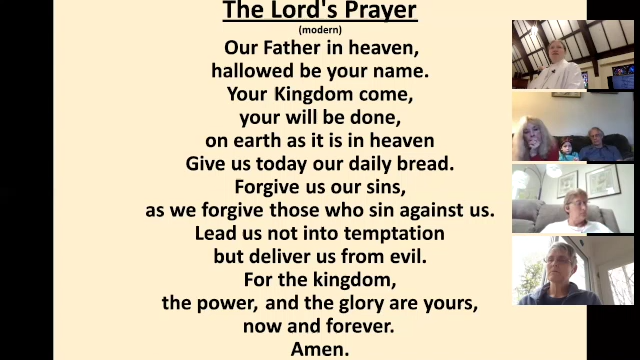 The Lord's Prayer
(modern)
Our Father in heaven,
hallowed be your name.
Your Kingdom come,
your will be done,
on earth as it is in heaven
Give us today our daily bread.
Forgive us our sins,
as we forgive those who sin against us.
Lead us not into temptation
but deliver us from evil.
For the kingdom,
the power, and the glory are yours,
now and forever.
Amen.